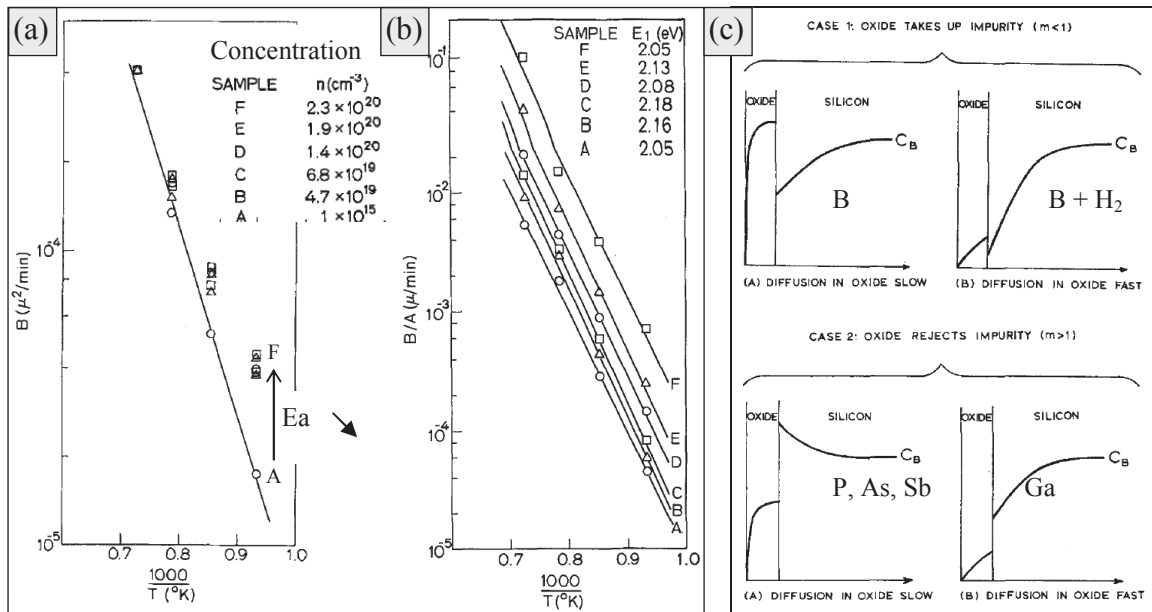 (a)
Concentration
SAMPLE n(cm⁻³)
F 2.3 × 10²⁰
E 1.9 × 10²⁰
D 1.4 × 10²⁰
C 6.8 × 10¹⁹
B 4.7 × 10¹⁹
A 1 × 10¹⁵
B (μ²/min)
10⁻⁴
10⁻⁵
F
Ea
A
0.7 0.8 0.9 1.0
1000
T (°K)
(b)
SAMPLE E₁ (eV)
F 2.05
E 2.13
D 2.08
C 2.18
B 2.16
A 2.05
B/A (μ/min)
10⁻¹
10⁻²
10⁻³
10⁻⁴
10⁻⁵
F
E
D
C
B
A
0.7 0.8 0.9 1.0
1000
T (°K)
(c)
CASE 1: OXIDE TAKES UP IMPURITY (m<1)
OXIDE SILICON OXIDE SILICON
C_B C_B
B B + H₂
(A) DIFFUSION IN OXIDE SLOW (B) DIFFUSION IN OXIDE FAST
CASE 2: OXIDE REJECTS IMPURITY (m>1)
OXIDE SILICON OXIDE SILICON
C_B C_B
P, As, Sb Ga
(A) DIFFUSION IN OXIDE SLOW (B) DIFFUSION IN OXIDE FAST